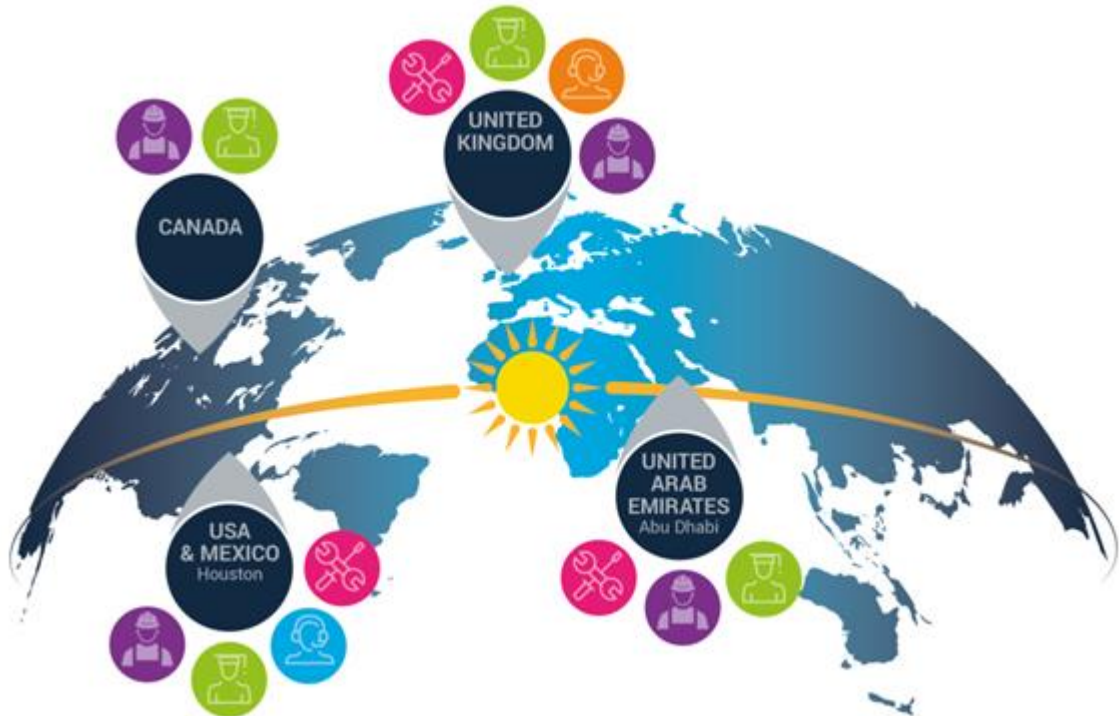 UNITED
KINGDOM
CANADA
UNITED
ARAB
EMIRATES
Abu Dhabi
USA
& MEXICO
Houston